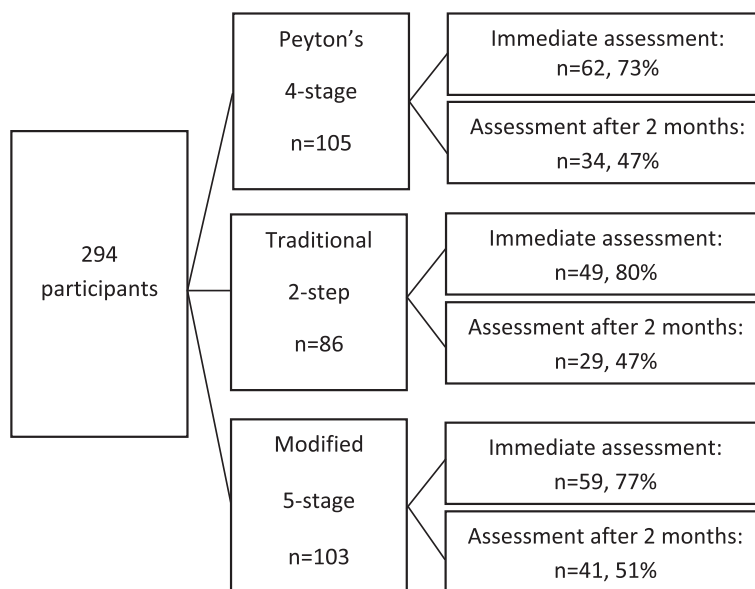 294
participants
Peyton's
4-stage
n=105
Immediate assessment:
n=62, 73%
Assessment after 2 months:
n=34, 47%
Traditional
2-step
n=86
Immediate assessment:
n=49, 80%
Assessment after 2 months:
n=29, 47%
Modified
5-stage
n=103
Immediate assessment:
n=59, 77%
Assessment after 2 months:
n=41, 51%